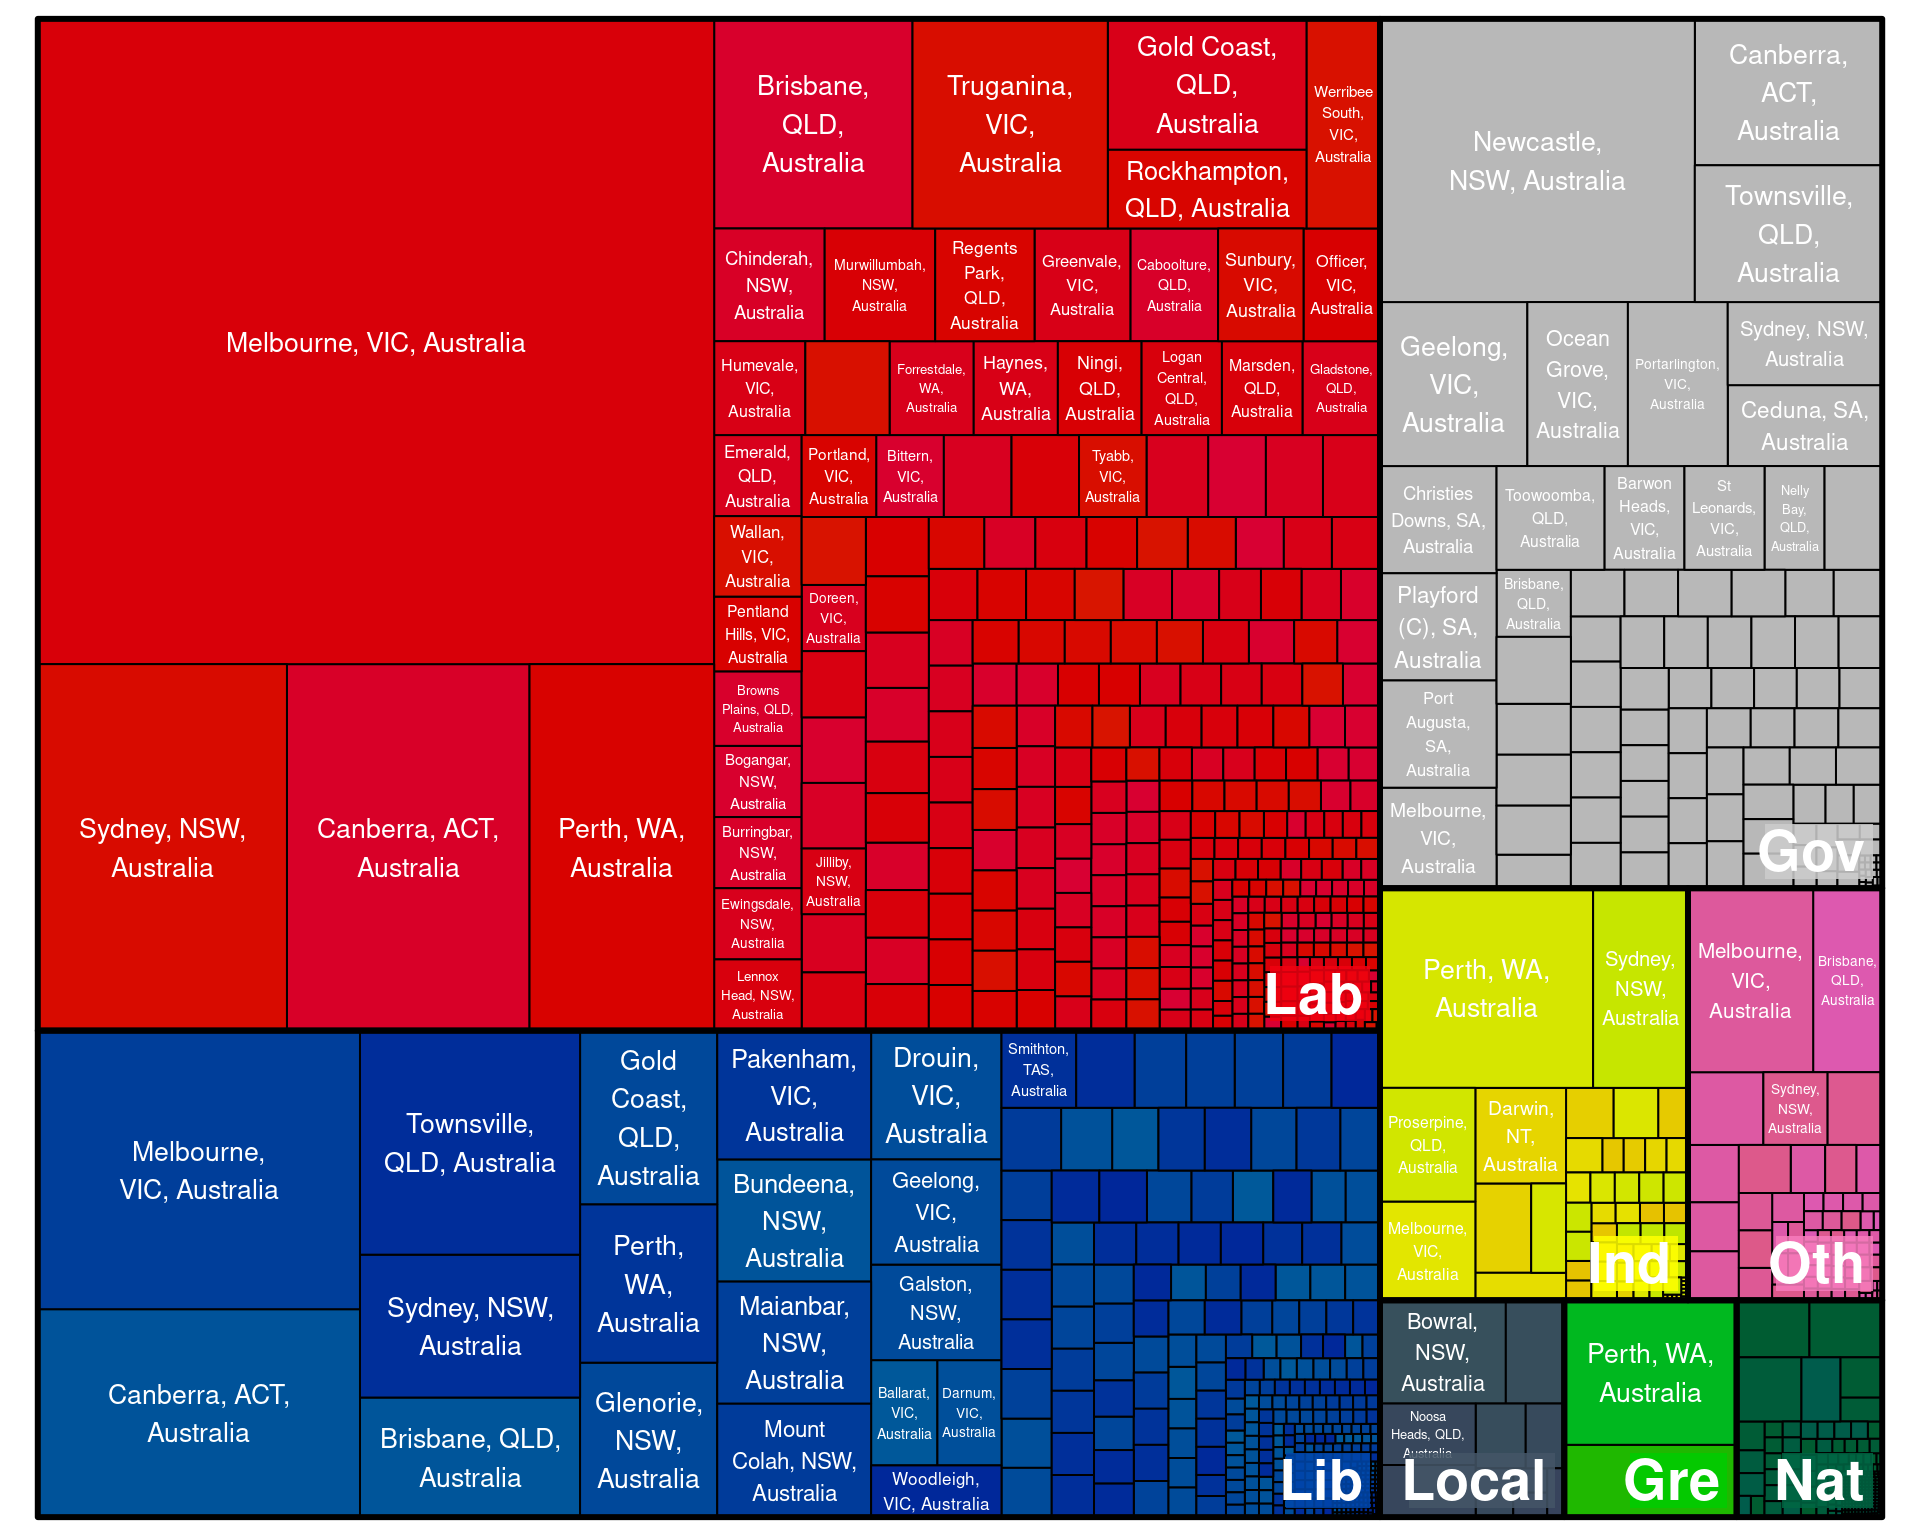 Melbourne, VIC, Australia
Sydney, NSW,
Australia
Canberra, ACT,
Australia
Perth, WA,
Australia
Brisbane,
QLD,
Australia
Truganina,
VIC,
Australia
Gold Coast,
QLD,
Australia
Rockhampton,
QLD, Australia
Werribee
South,
VIC,
Australia
Chinderah,
NSW,
Australia
Murwillumbah,
NSW,
Australia
Regents
Park,
QLD,
Australia
Greenvale,
VIC,
Australia
Caboolture,
QLD,
Australia
Sunbury,
VIC,
Australia
Officer,
VIC,
Australia
Humevale,
VIC,
Australia
Forrestdale,
WA,
Australia
Haynes,
WA,
Australia
Ningi,
QLD,
Australia
Logan
Central,
QLD,
Australia
Marsden,
QLD,
Australia
Gladstone,
QLD,
Australia
Emerald,
QLD,
Australia
Portland,
VIC,
Australia
Bittern,
VIC,
Australia
Tyabb,
VIC,
Australia
Wallan,
VIC,
Australia
Pentland
Hills, VIC,
Australia
Doreen,
VIC,
Australia
Browns
Plains, QLD,
Australia
Bogangar,
NSW,
Australia
Burringbar,
NSW,
Australia
Jilliby,
NSW,
Australia
Ewingsdale,
NSW,
Australia
Lennox
Head, NSW,
Australia
Lab
Newcastle,
NSW, Australia
Canberra,
ACT,
Australia
Townsville,
QLD,
Australia
Geelong,
VIC,
Australia
Ocean
Grove,
VIC,
Australia
Portarlington,
VIC,
Australia
Sydney, NSW,
Australia
Ceduna, SA,
Australia
Christies
Downs, SA,
Australia
Toowoomba,
QLD,
Australia
Barwon
Heads,
VIC,
Australia
St
Leonards,
VIC,
Australia
Nelly
Bay,
QLD,
Australia
Playford
(C), SA,
Australia
Brisbane,
QLD,
Australia
Port
Augusta,
SA,
Australia
Melbourne,
VIC,
Australia
Gov
Melbourne,
VIC, Australia
Canberra, ACT,
Australia
Townsville,
QLD, Australia
Sydney, NSW,
Australia
Brisbane, QLD,
Australia
Gold
Coast,
QLD,
Australia
Perth,
WA,
Australia
Glenorie,
NSW,
Australia
Pakenham,
VIC,
Australia
Bundeena,
NSW,
Australia
Maianbar,
NSW,
Australia
Mount
Colah, NSW,
Australia
Drouin,
VIC,
Australia
Geelong,
VIC,
Australia
Galston,
NSW,
Australia
Ballarat,
VIC,
Australia
Darnum,
VIC,
Australia
Woodleigh,
VIC, Australia
Smithton,
TAS,
Australia
Lib
Perth, WA,
Australia
Sydney,
NSW,
Australia
Proserpine,
QLD,
Australia
Darwin,
NT,
Australia
Melbourne,
VIC,
Australia
Ind
Melbourne,
VIC,
Australia
Brisbane,
QLD,
Australia
Sydney,
NSW,
Australia
Oth
Bowral,
NSW,
Australia
Noosa
Heads, QLD,
Australia
Local
Perth, WA,
Australia
Gre
Nat